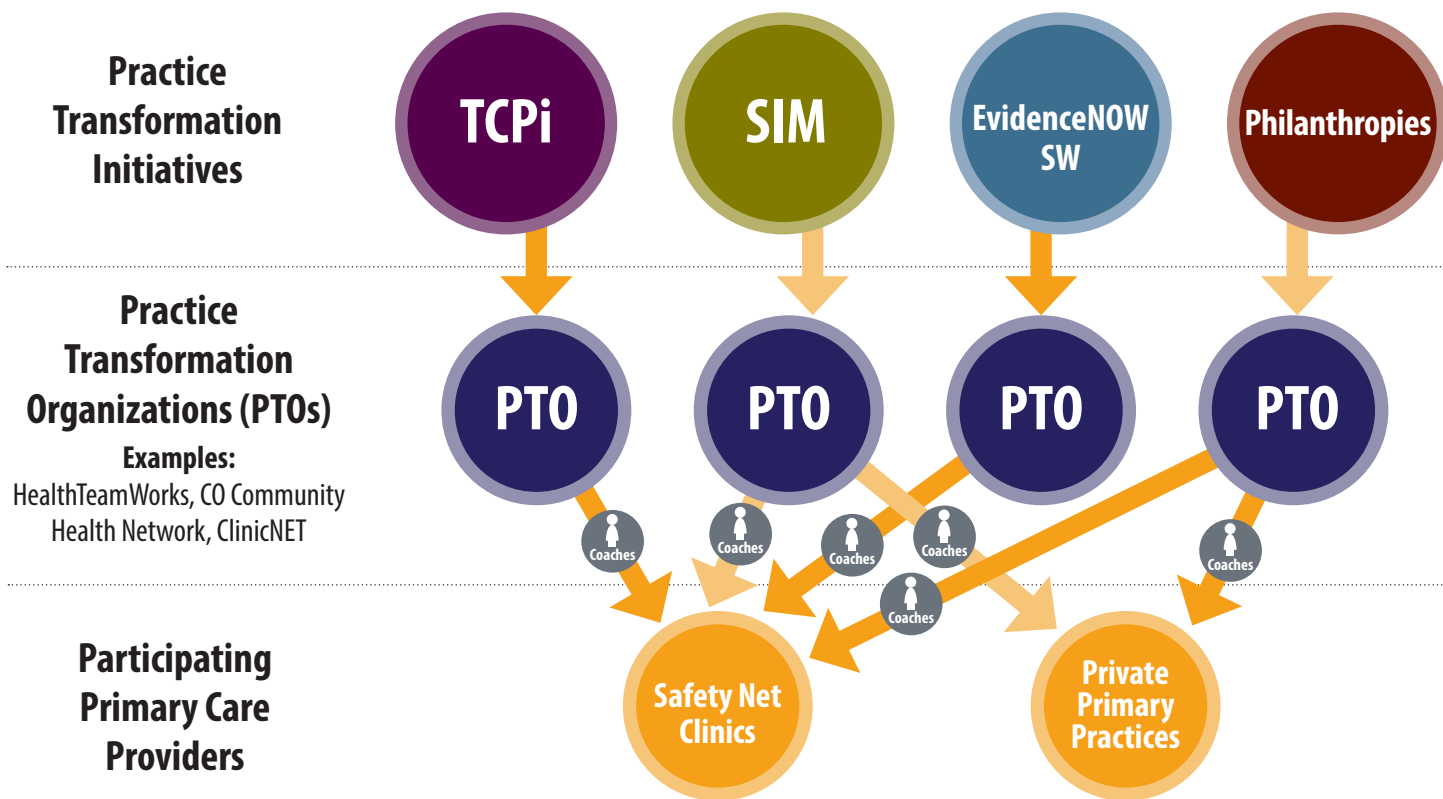 Practice
Transformation
Initiatives
TCPi
SIM
EvidenceNOW
SW
Philanthropies
Practice
Transformation
Organizations (PTOs)
Examples:
HealthTeamWorks, CO Community
Health Network, ClinicNET
PTO
PTO
PTO
PTO
Coaches
Coaches
Coaches
Coaches
Coaches
Coaches
Participating
Primary Care
Providers
Safety Net
Clinics
Private
Primary
Practices